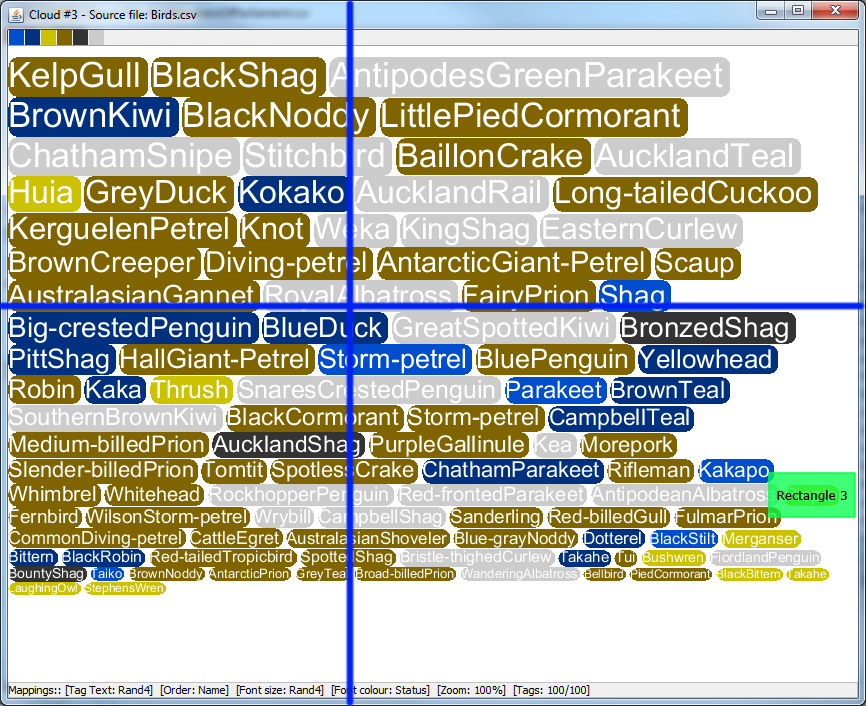 Cloud #3 - Source file: Birds.csv
KelpGull BlackShag AntipodesGreenParakeet
BrownKiwi BlackNoddy LittlePiedCormorant
ChathamSnipe Stitchbird BaillonCrake AucklandTeal
Huia GreyDuck Kokako AucklandRail Long-tailedCuckoo
KerguelenPetrel Knot Weka KingShag EasternCurlew
BrownCreeper Diving-petrel AntarcticGiant-Petrel Scaup
AustralasianGannet RoyalAlbatross FairyPrion Shag
Big-crestedPenguin BlueDuck GreatSpottedKiwi BronzedShag
PittShag HallGiant-Petrel Storm-petrel BluePenguin Yellowhead
Robin Kaka Thrush SnaresCrestedPenguin Parakeet BrownTeal
SouthernBrownKiwi BlackCormorant Storm-petrel CampbellTeal
Medium-billedPrion AucklandShag PurpleGallinule Kea Morepork
Slender-billedPrion Tomtit SpotlessCrake ChathamParakeet Rifleman Kakapo
Whimbrel Whitehead RockhopperPenguin Red-frontedParakeet AntipodeanAlbatross
Rectangle 3
Fernbird WilsonStorm-petrel Wrybill CampbellShag Sanderling Red-billedGull FulmarPrion
CommonDiving-petrel CattleEgret AustralasianShoveler Blue-grayNoddy Dotterel BlackStilt Merganser
Bittern BlackRobin Red-tailedTropicbird SpottedShag Bristle-thighedCurlew Takahe Tui Bushwren FiordlandPenguin
BountyShag Taiko BrownNoddy AntarcticPrion GreyTeal Broad-billedPrion WanderingAlbatross Bellbird PiedCormorant BlackBittern Takahe
LaughingOwl StephensWren
Mappings:: [Tag Text: Rand4] [Order: Name] [Font size: Rand4] [Font colour: Status] [Zoom: 100%] [Tags: 100/100]